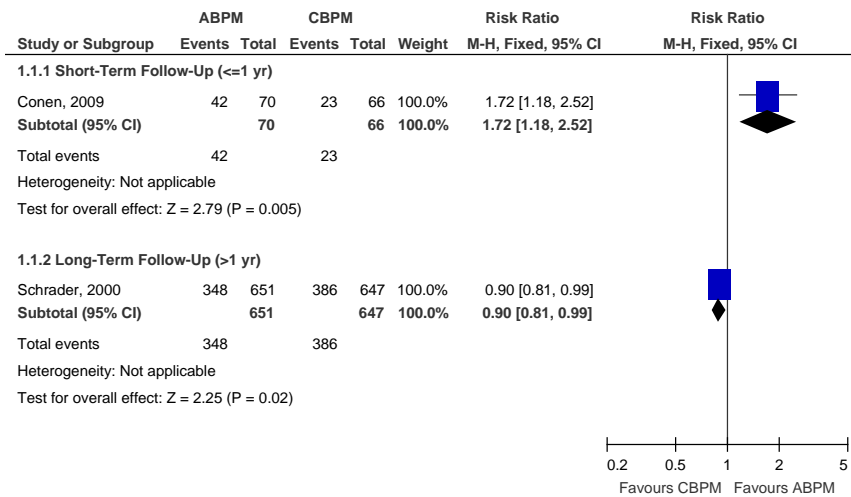 ABPM CBPM Risk Ratio Risk Ratio
Study or Subgroup Events Total Events Total Weight M-H, Fixed, 95% CI M-H, Fixed, 95% CI
1.1.1 Short-Term Follow-Up (<=1 yr)
Conen, 2009 42 70 23 66 100.0% 1.72 [1.18, 2.52]
Subtotal (95% CI) 70 66 100.0% 1.72 [1.18, 2.52]
Total events 42 23
Heterogeneity: Not applicable
Test for overall effect: Z = 2.79 (P = 0.005)
1.1.2 Long-Term Follow-Up (>1 yr)
Schrader, 2000 348 651 386 647 100.0% 0.90 [0.81, 0.99]
Subtotal (95% CI) 651 647 100.0% 0.90 [0.81, 0.99]
Total events 348 386
Heterogeneity: Not applicable
Test for overall effect: Z = 2.25 (P = 0.02)
0.2 0.5 1 2 5
Favours CBPM Favours ABPM